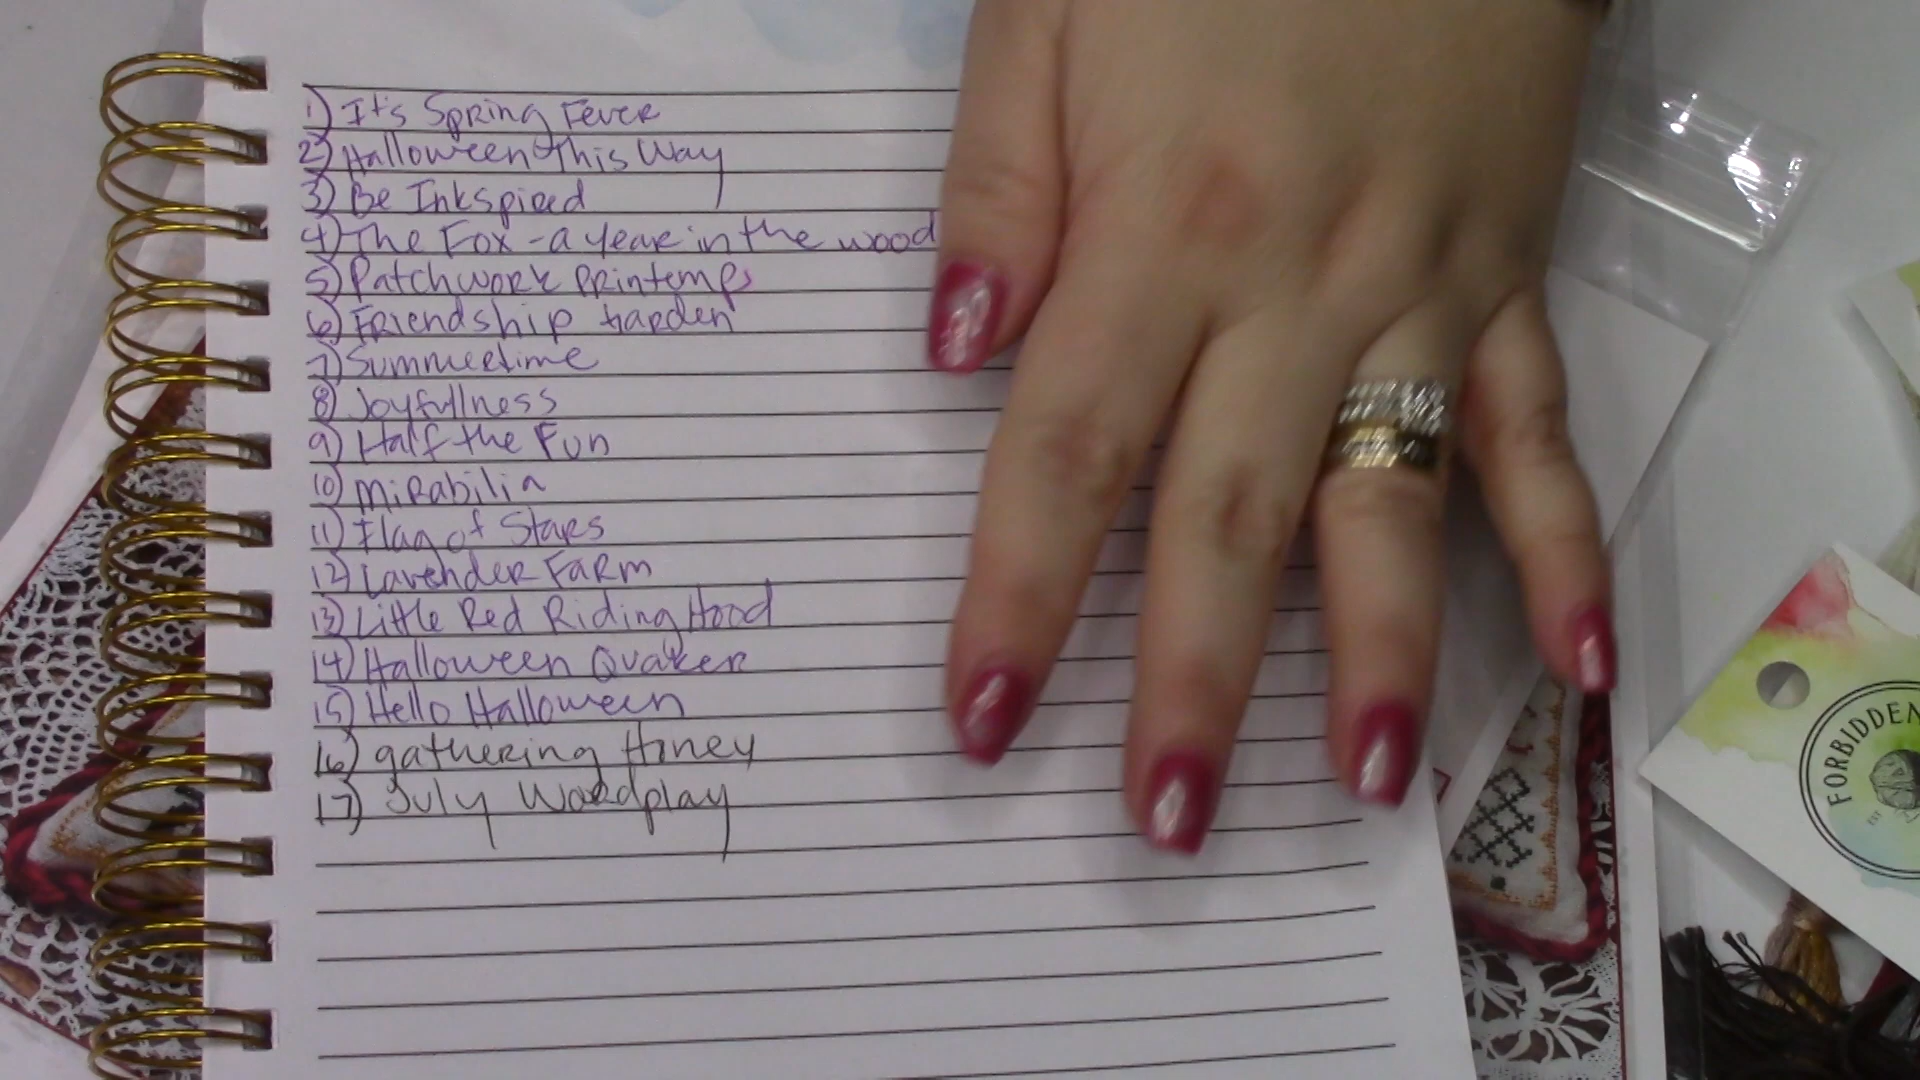 1) It's Spring Fever
2) Halloween This Way
3) Be Inkspired
4) The Fox - a year in the wood
5) Patchwork Printemps
6) Friendship Garden
7) Summertime
8) Joyfullness
9) Half the Fun
10) Mirabilia
11) Flag of Stars
12) Lavender Farm
13) Little Red Riding Hood
14) Halloween Quaker
15) Hello Halloween
16) gathering Honey
17) July Wordplay
FORBIDDEN